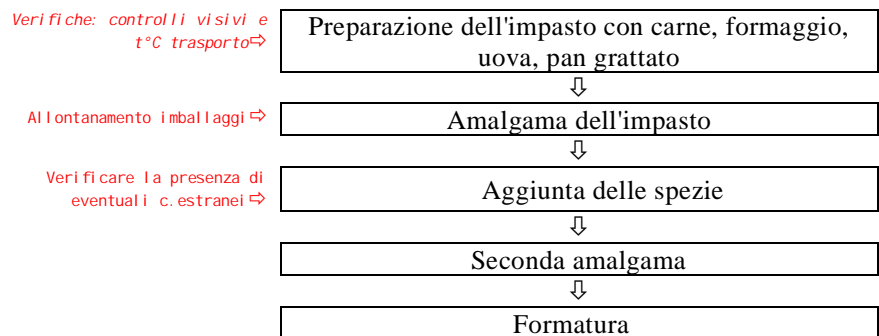 Verifiche: controlli visivi e
t°C trasporto⇨
Preparazione dell'impasto con carne, formaggio,
uova, pan grattato
⇩
Allontanamento imballaggi⇨
Amalgama dell'impasto
⇩
Verificare la presenza di
eventuali c.estranei⇨
Aggiunta delle spezie
⇩
Seconda amalgama
⇩
Formatura